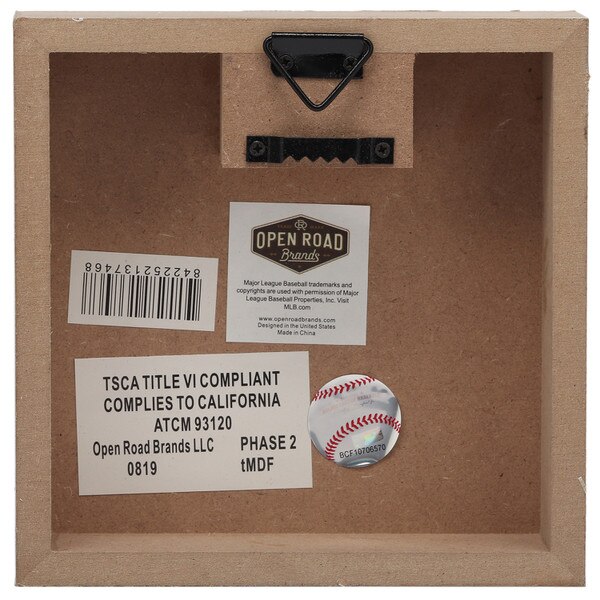 TRADE MARK
OPEN ROAD
Brands
Major League Baseball trademarks and
copyrights are used with permission of Major
League Baseball Properties, Inc. Visit
MLB.com
www.openroadbrands.com
Designed in the United States
Made in China
842252137468
TSCA TITLE VI COMPLIANT
COMPLIES TO CALIFORNIA
ATCM 93120
Open Road Brands LLC PHASE 2
0819 tMDF
BCF10706570